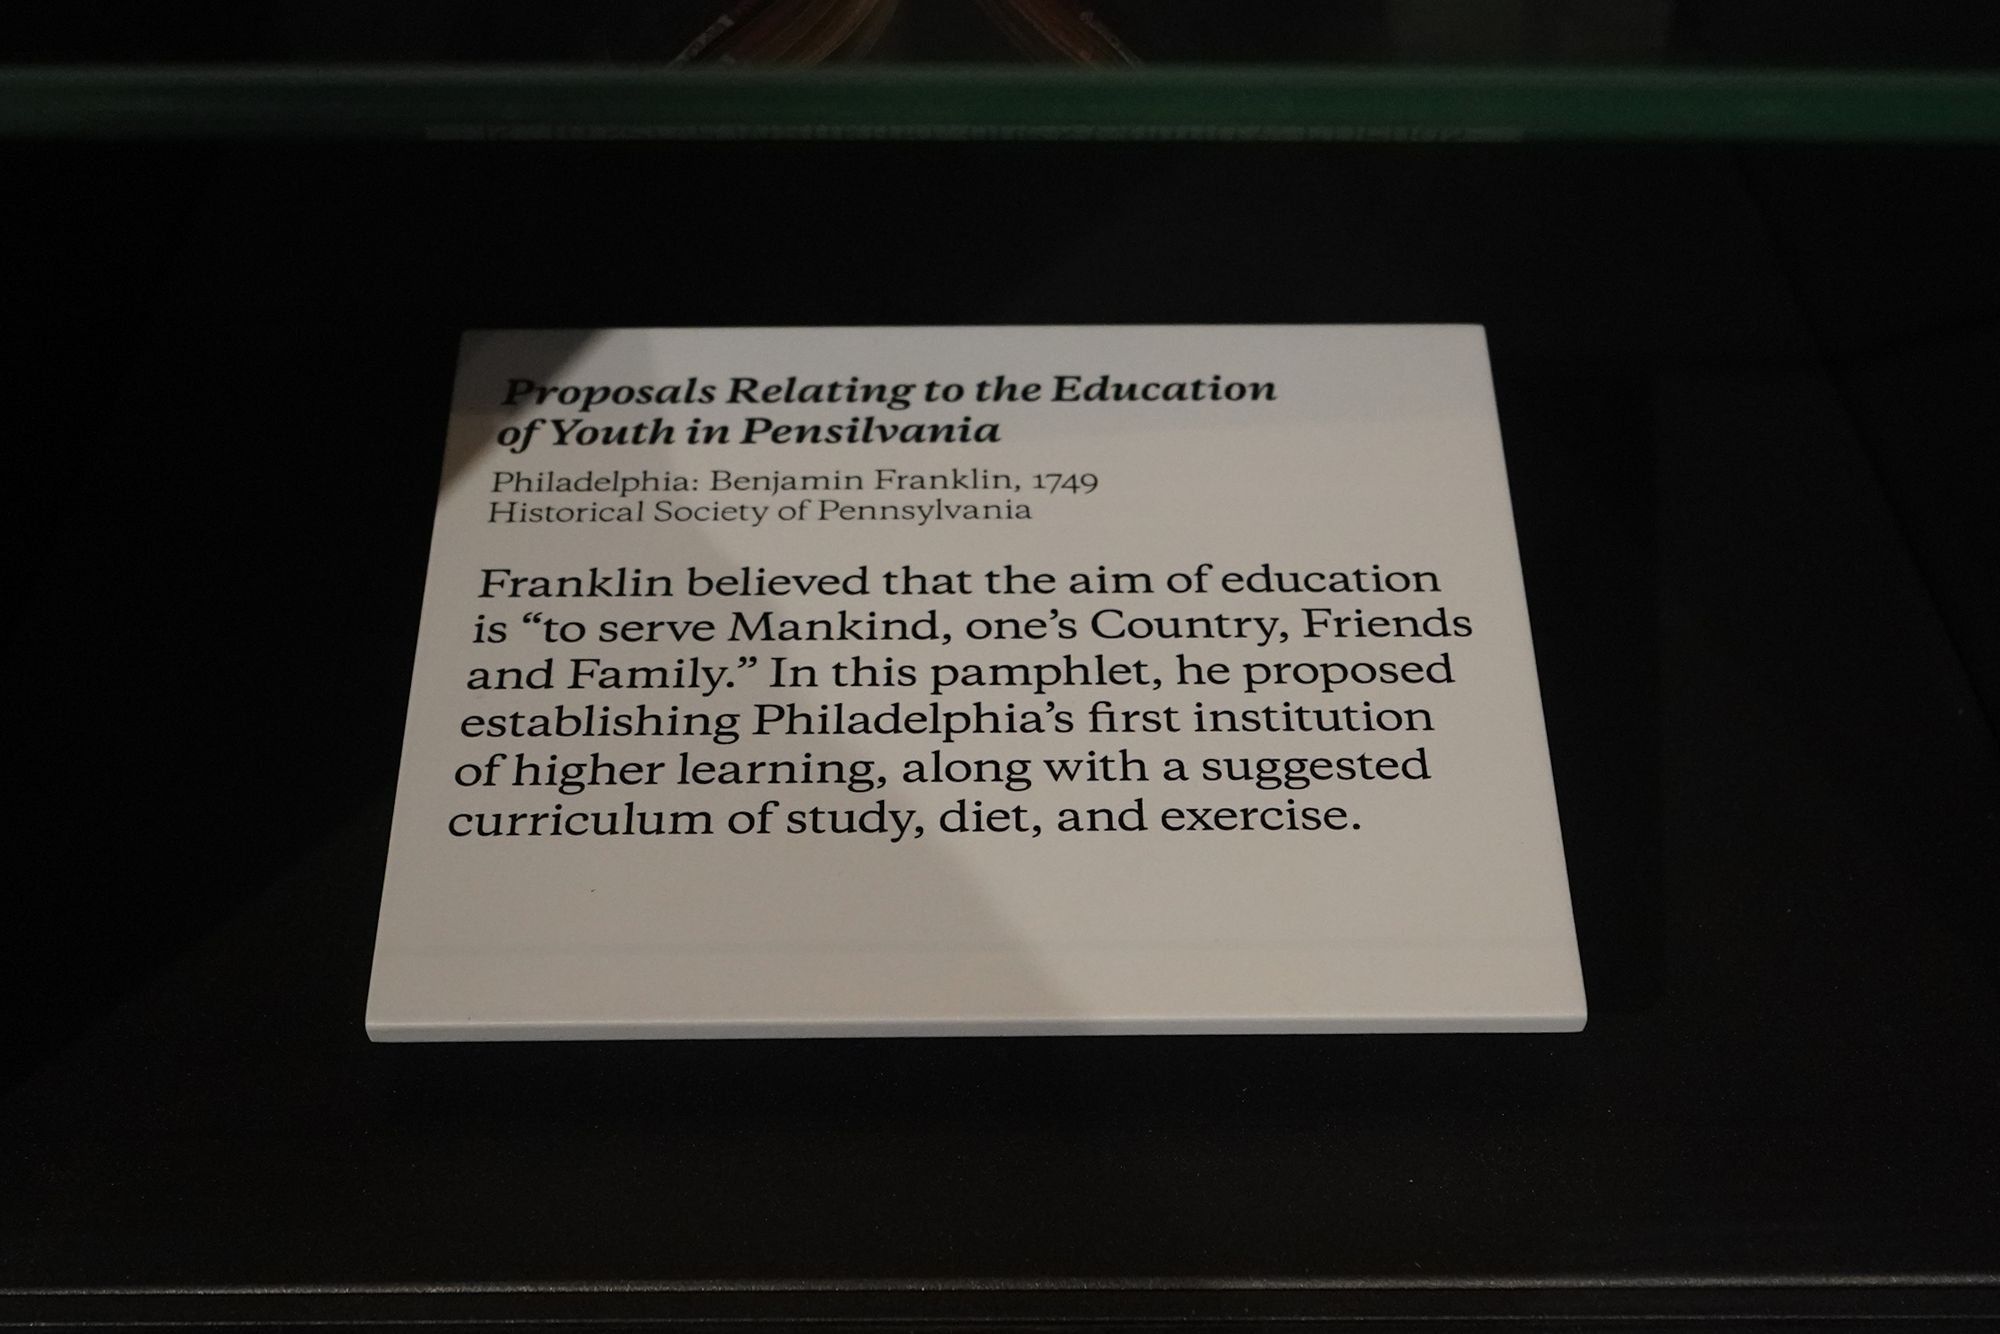 Proposals Relating to the Education
of Youth in Pensilvania
Philadelphia: Benjamin Franklin, 1749
Historical Society of Pennsylvania
Franklin believed that the aim of education
is “to serve Mankind, one’s Country, Friends
and Family.” In this pamphlet, he proposed
establishing Philadelphia’s first institution
of higher learning, along with a suggested
curriculum of study, diet, and exercise.